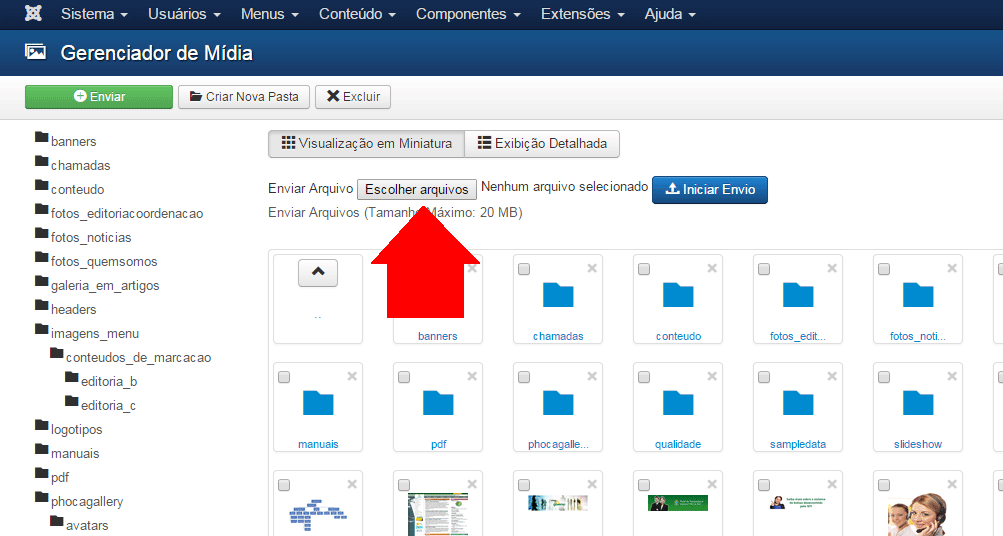 Sistema Usuários Menus Conteúdo Componentes Extensões Ajuda
Gerenciador de Mídia
Enviar Criar Nova Pasta Excluir
banners
chamadas
conteudo
fotos_editoriacoordenacao
fotos_noticias
fotos_quemsomos
galeria_em_artigos
headers
imagens_menu
conteudos_de_marcacao
editoria_b
editoria_c
logotipos
manuais
pdf
phocagallery
avatars
Visualização em Miniatura Exibição Detalhada
Enviar Arquivo Escolher arquivos Nenhum arquivo selecionado Iniciar Envio
Enviar Arquivos (Tamanho Máximo: 20 MB)
..
banners chamadas conteudo fotos_edit... fotos_noti...
manuais pdf phocagalle... qualidade sampledata slideshow